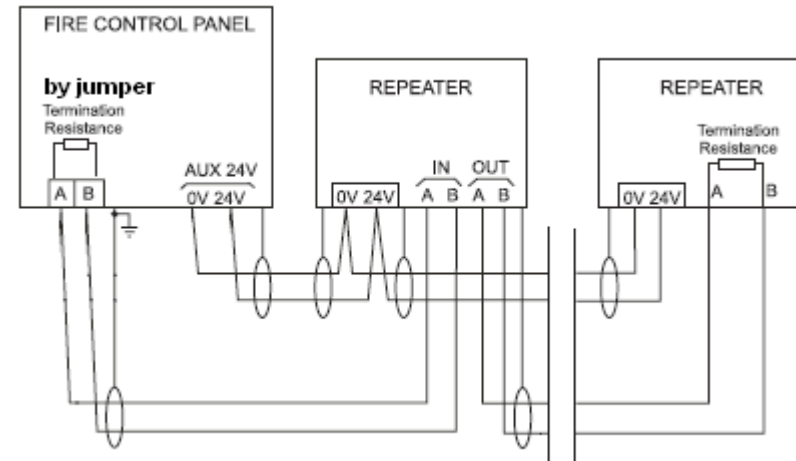 FIRE CONTROL PANEL
by jumper
Termination
Resistance
A B
AUX 24V
0V 24V
REPEATER
IN OUT
0V 24V A B A B
REPEATER
Termination
Resistance
0V 24V A B